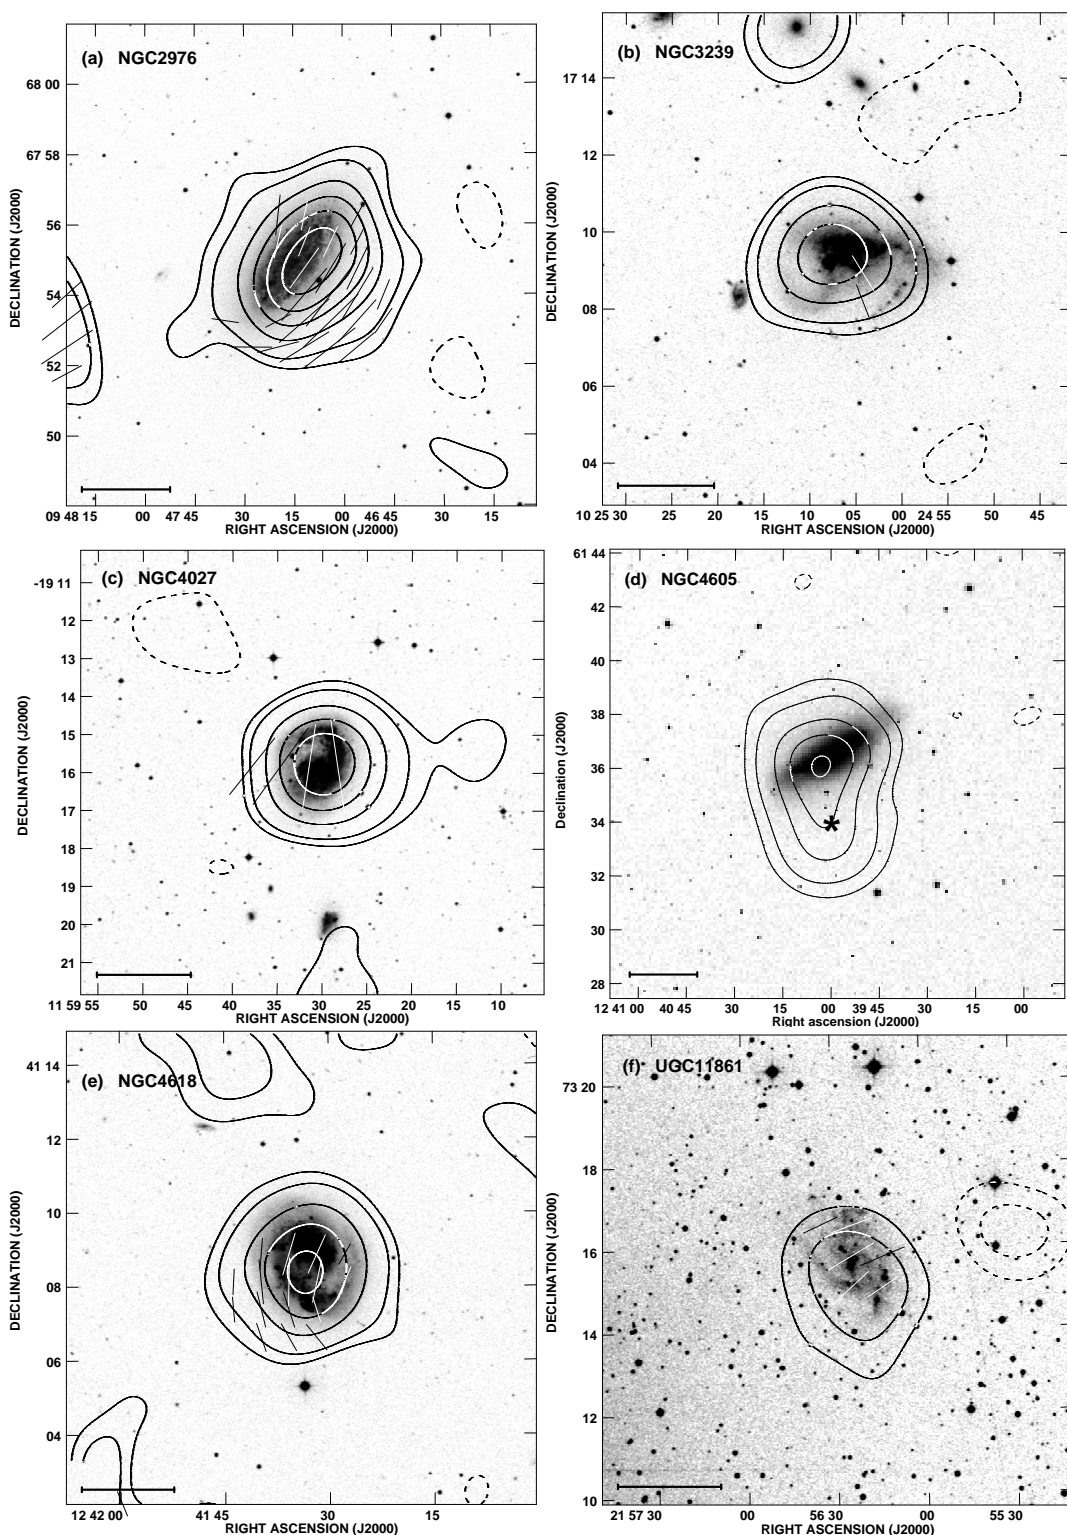 (a) NGC2976
68 00
67 58
56
55
54
52
50
DECLINATION (J2000)
09 48 15 00 47 45 30 15 00 46 45 30 15
RIGHT ASCENSION (J2000)
(b) NGC3239
17 14
12
10
08
06
04
DECLINATION (J2000)
10 25 30 20 15 10 05 00 24 55 50 45
RIGHT ASCENSION (J2000)
(c) NGC4027
-19 11
12
13
14
15
16
17
18
19
20
21
DECLINATION (J2000)
11 59 55 50 45 40 35 30 25 20 15 10
RIGHT ASCENSION (J2000)
(d) NGC4605
61 44
42
40
38
36
34
31
30
28
Declination (J2000)
12 41 00 40 45 30 15 00 39 45 30 15 00
Right ascension (J2000)
(e) NGC4618
41 14
12
10
08
06
04
DECLINATION (J2000)
12 42 00 41 45 30 15
RIGHT ASCENSION (J2000)
(f) UGC11861
73 20
18
16
14
12
10
DECLINATION (J2000)
21 57 30 00 56 30 00 55 30
RIGHT ASCENSION (J2000)